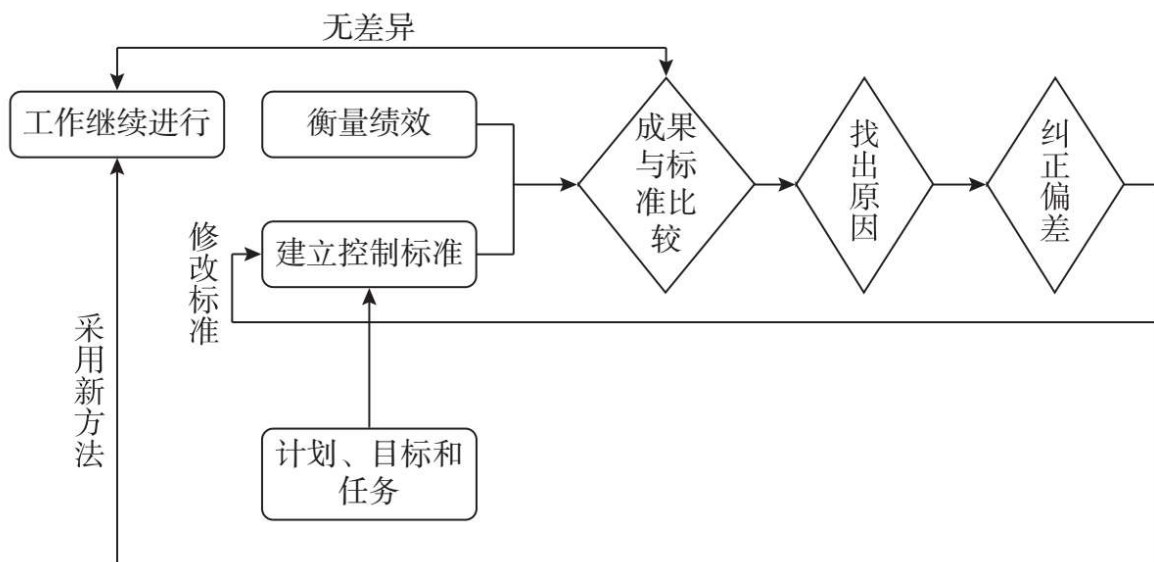 无差异
工作继续进行
衡量绩效
成果
与标
准比
较
找出原因
纠正偏差
修改标准
建立控制标准
采用新方法
计划、目标和
任务